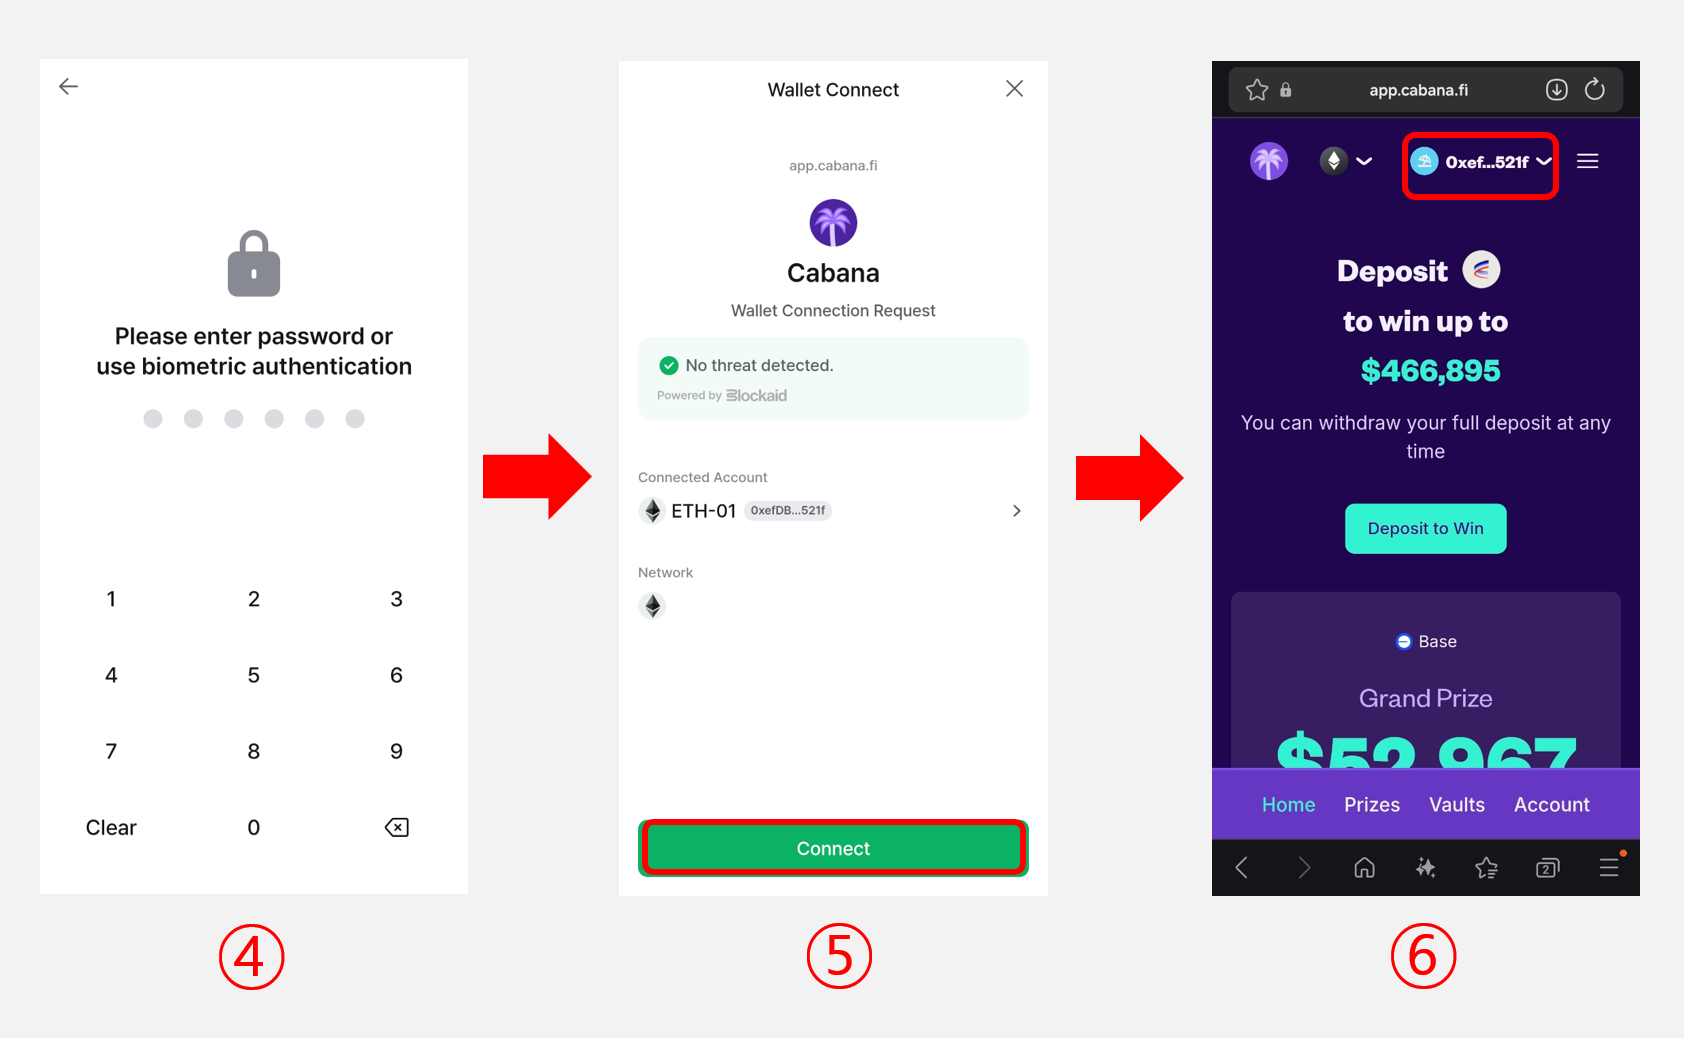 Please enter password or
use biometric authentication
1 2 3
4 5 6
7 8 9
Clear 0
④
Wallet Connect
app.cabana.fi
Cabana
Wallet Connection Request
No threat detected.
Powered by Blockaid
Connected Account
ETH-01 0xefDB...521f
Network
Connect
⑤
app.cabana.fi
0xef...521f
Deposit
to win up to
$466,895
You can withdraw your full deposit at any
time
Deposit to Win
Base
Grand Prize
$52,967
Home Prizes Vaults Account
2
⑥